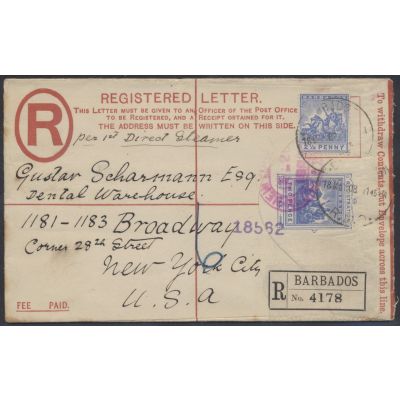 REGISTERED LETTER.
THIS LETTER MUST BE GIVEN TO AN OFFICER OF THE POST OFFICE
TO BE REGISTERED, AND A RECEIPT OBTAINED FOR IT.
THE ADDRESS MUST BE WRITTEN ON THIS SIDE.
R
per 1st Direct Steamer
Gustav Scharmann Esq.
Dental Warehouse
1181-1183 Broadway
Corner 28th Street
New York City
U.S.A
18562
FEE PAID.
R
BARBADOS
No. 4178
PENNY
To withdraw Contents, cut Envelope across this line.